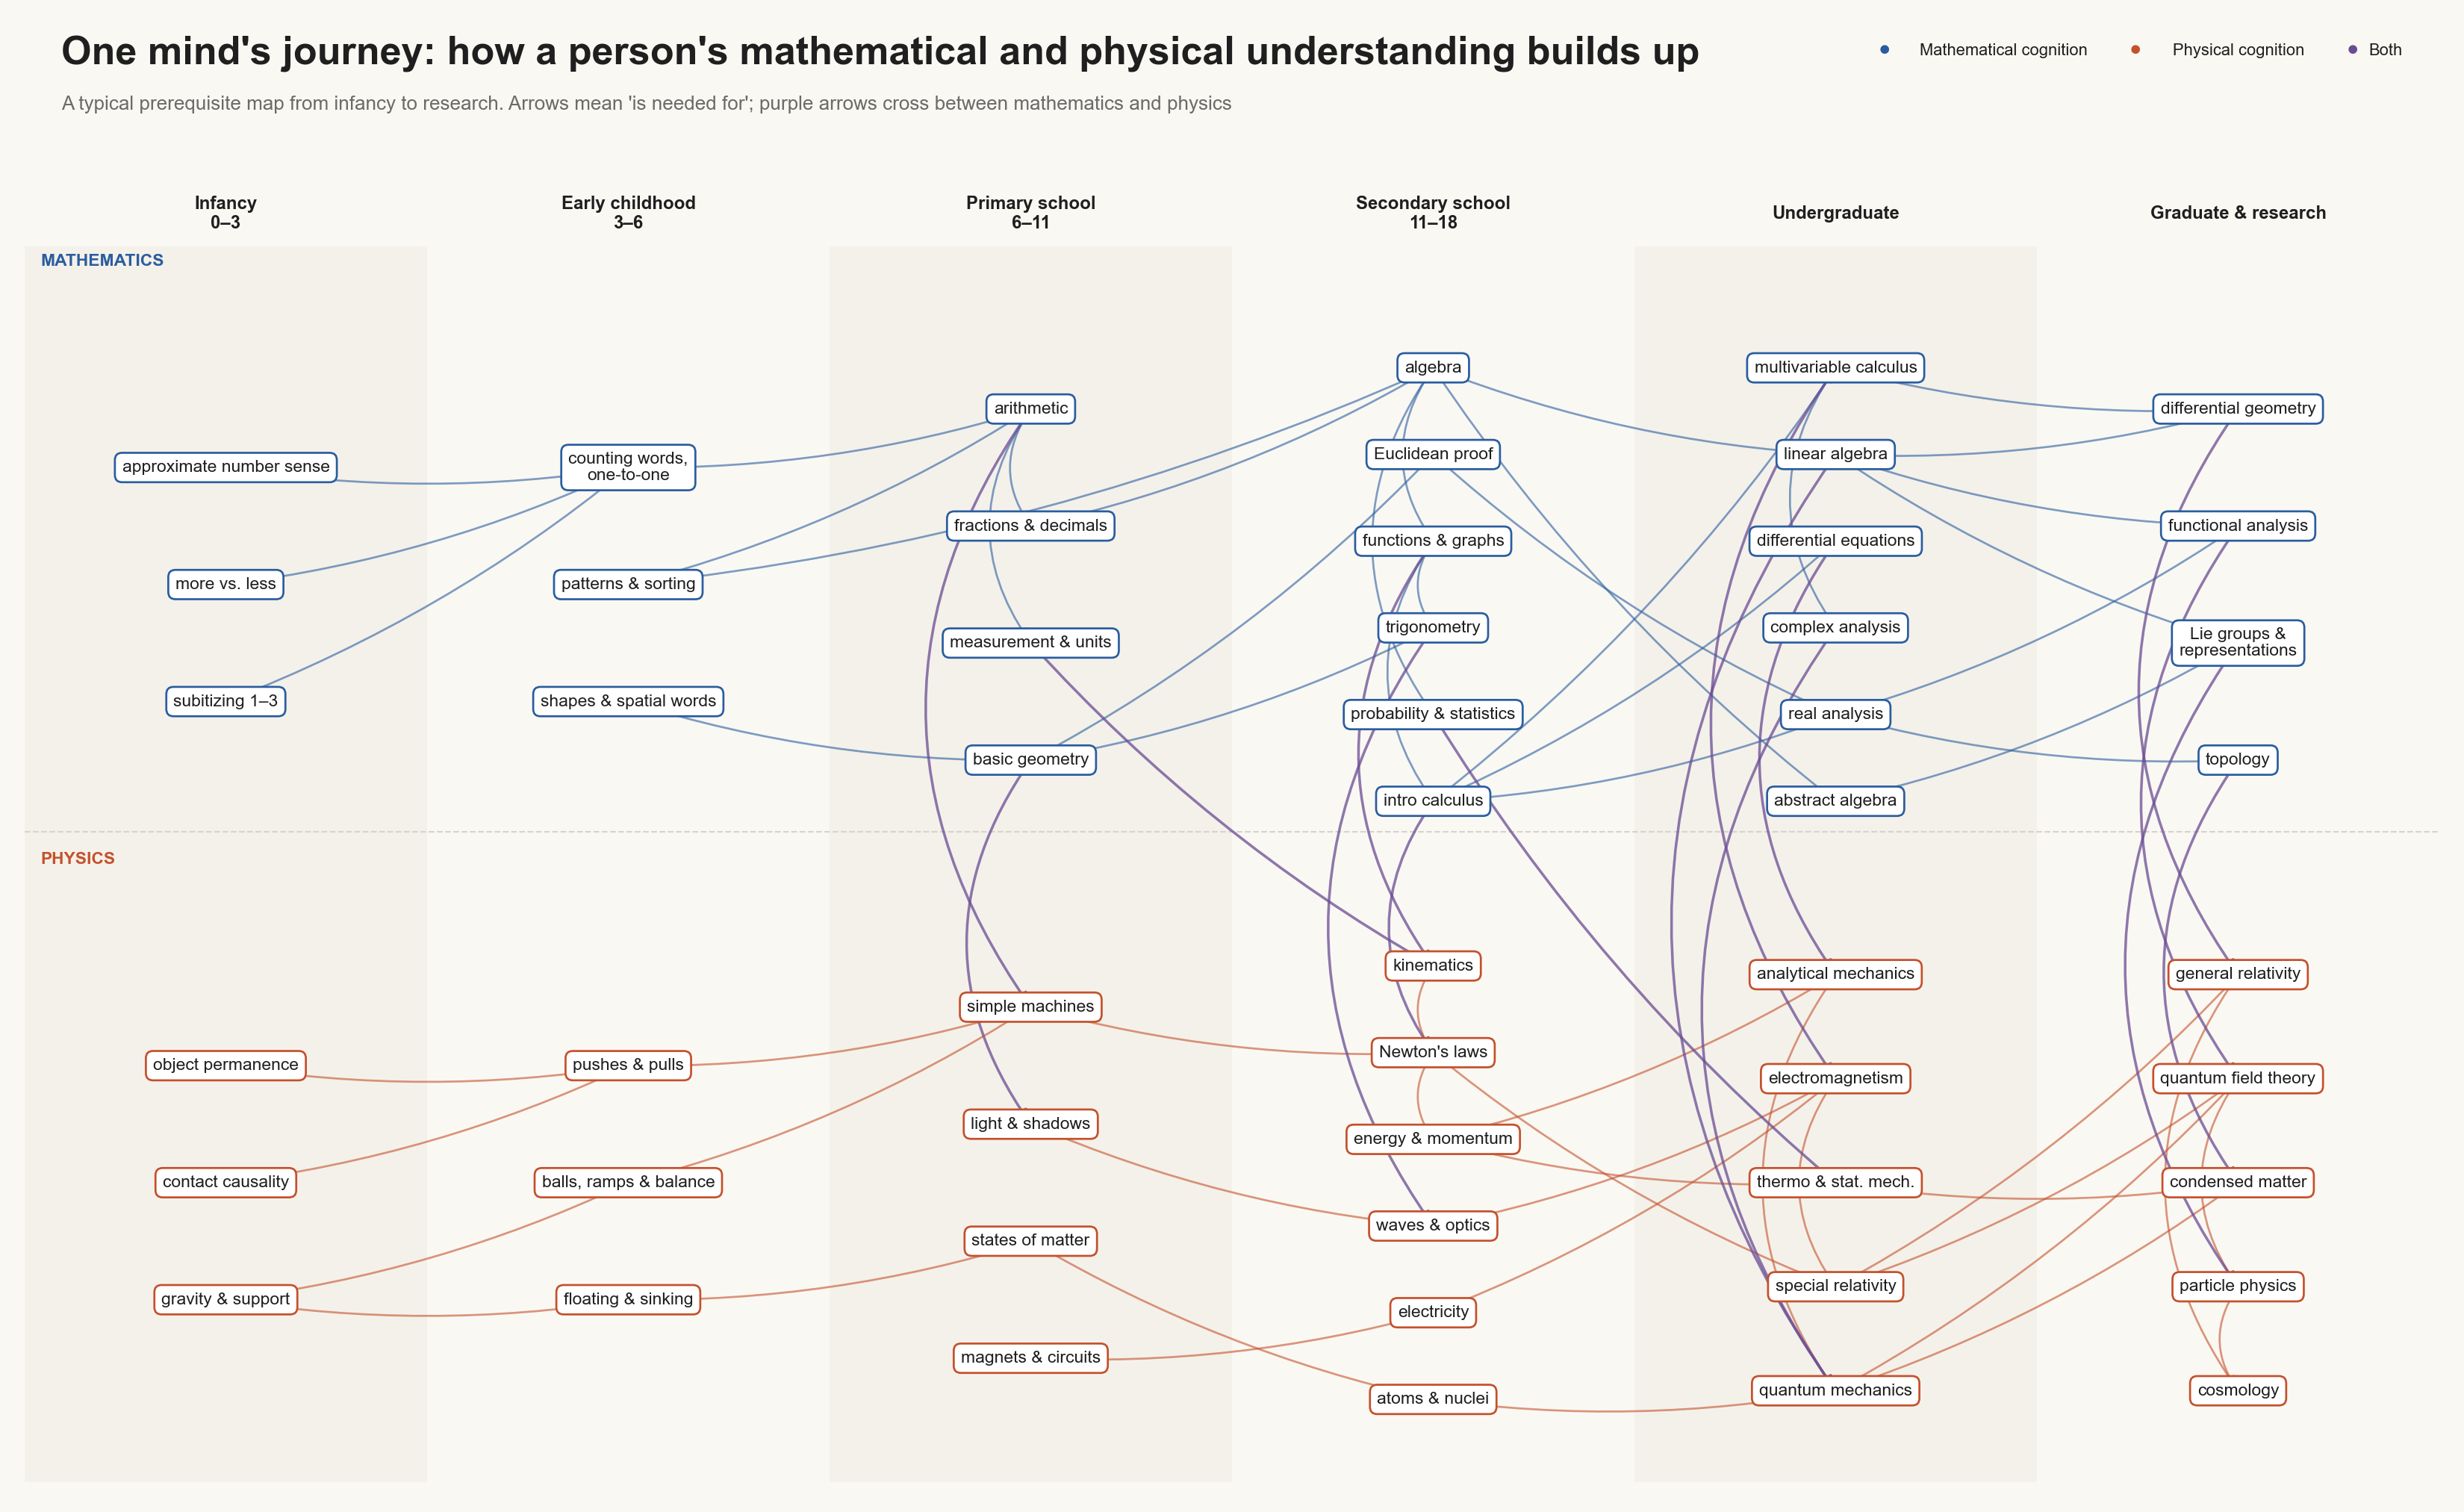 One mind's journey: how a person's mathematical and physical understanding builds up
Mathematical cognition
Physical cognition
Both
A typical prerequisite map from infancy to research. Arrows mean 'is needed for'; purple arrows cross between mathematics and physics
Infancy
0–3
Early childhood
3–6
Primary school
6–11
Secondary school
11–18
Undergraduate
Graduate & research
MATHEMATICS
approximate number sense
more vs. less
subitizing 1–3
counting words,
one-to-one
patterns & sorting
shapes & spatial words
arithmetic
fractions & decimals
measurement & units
basic geometry
algebra
Euclidean proof
functions & graphs
trigonometry
probability & statistics
intro calculus
multivariable calculus
linear algebra
differential equations
complex analysis
real analysis
abstract algebra
differential geometry
functional analysis
Lie groups &
representations
topology
PHYSICS
object permanence
contact causality
gravity & support
pushes & pulls
balls, ramps & balance
floating & sinking
simple machines
light & shadows
states of matter
magnets & circuits
kinematics
Newton's laws
energy & momentum
waves & optics
electricity
atoms & nuclei
analytical mechanics
electromagnetism
thermo & stat. mech.
special relativity
quantum mechanics
general relativity
quantum field theory
condensed matter
particle physics
cosmology